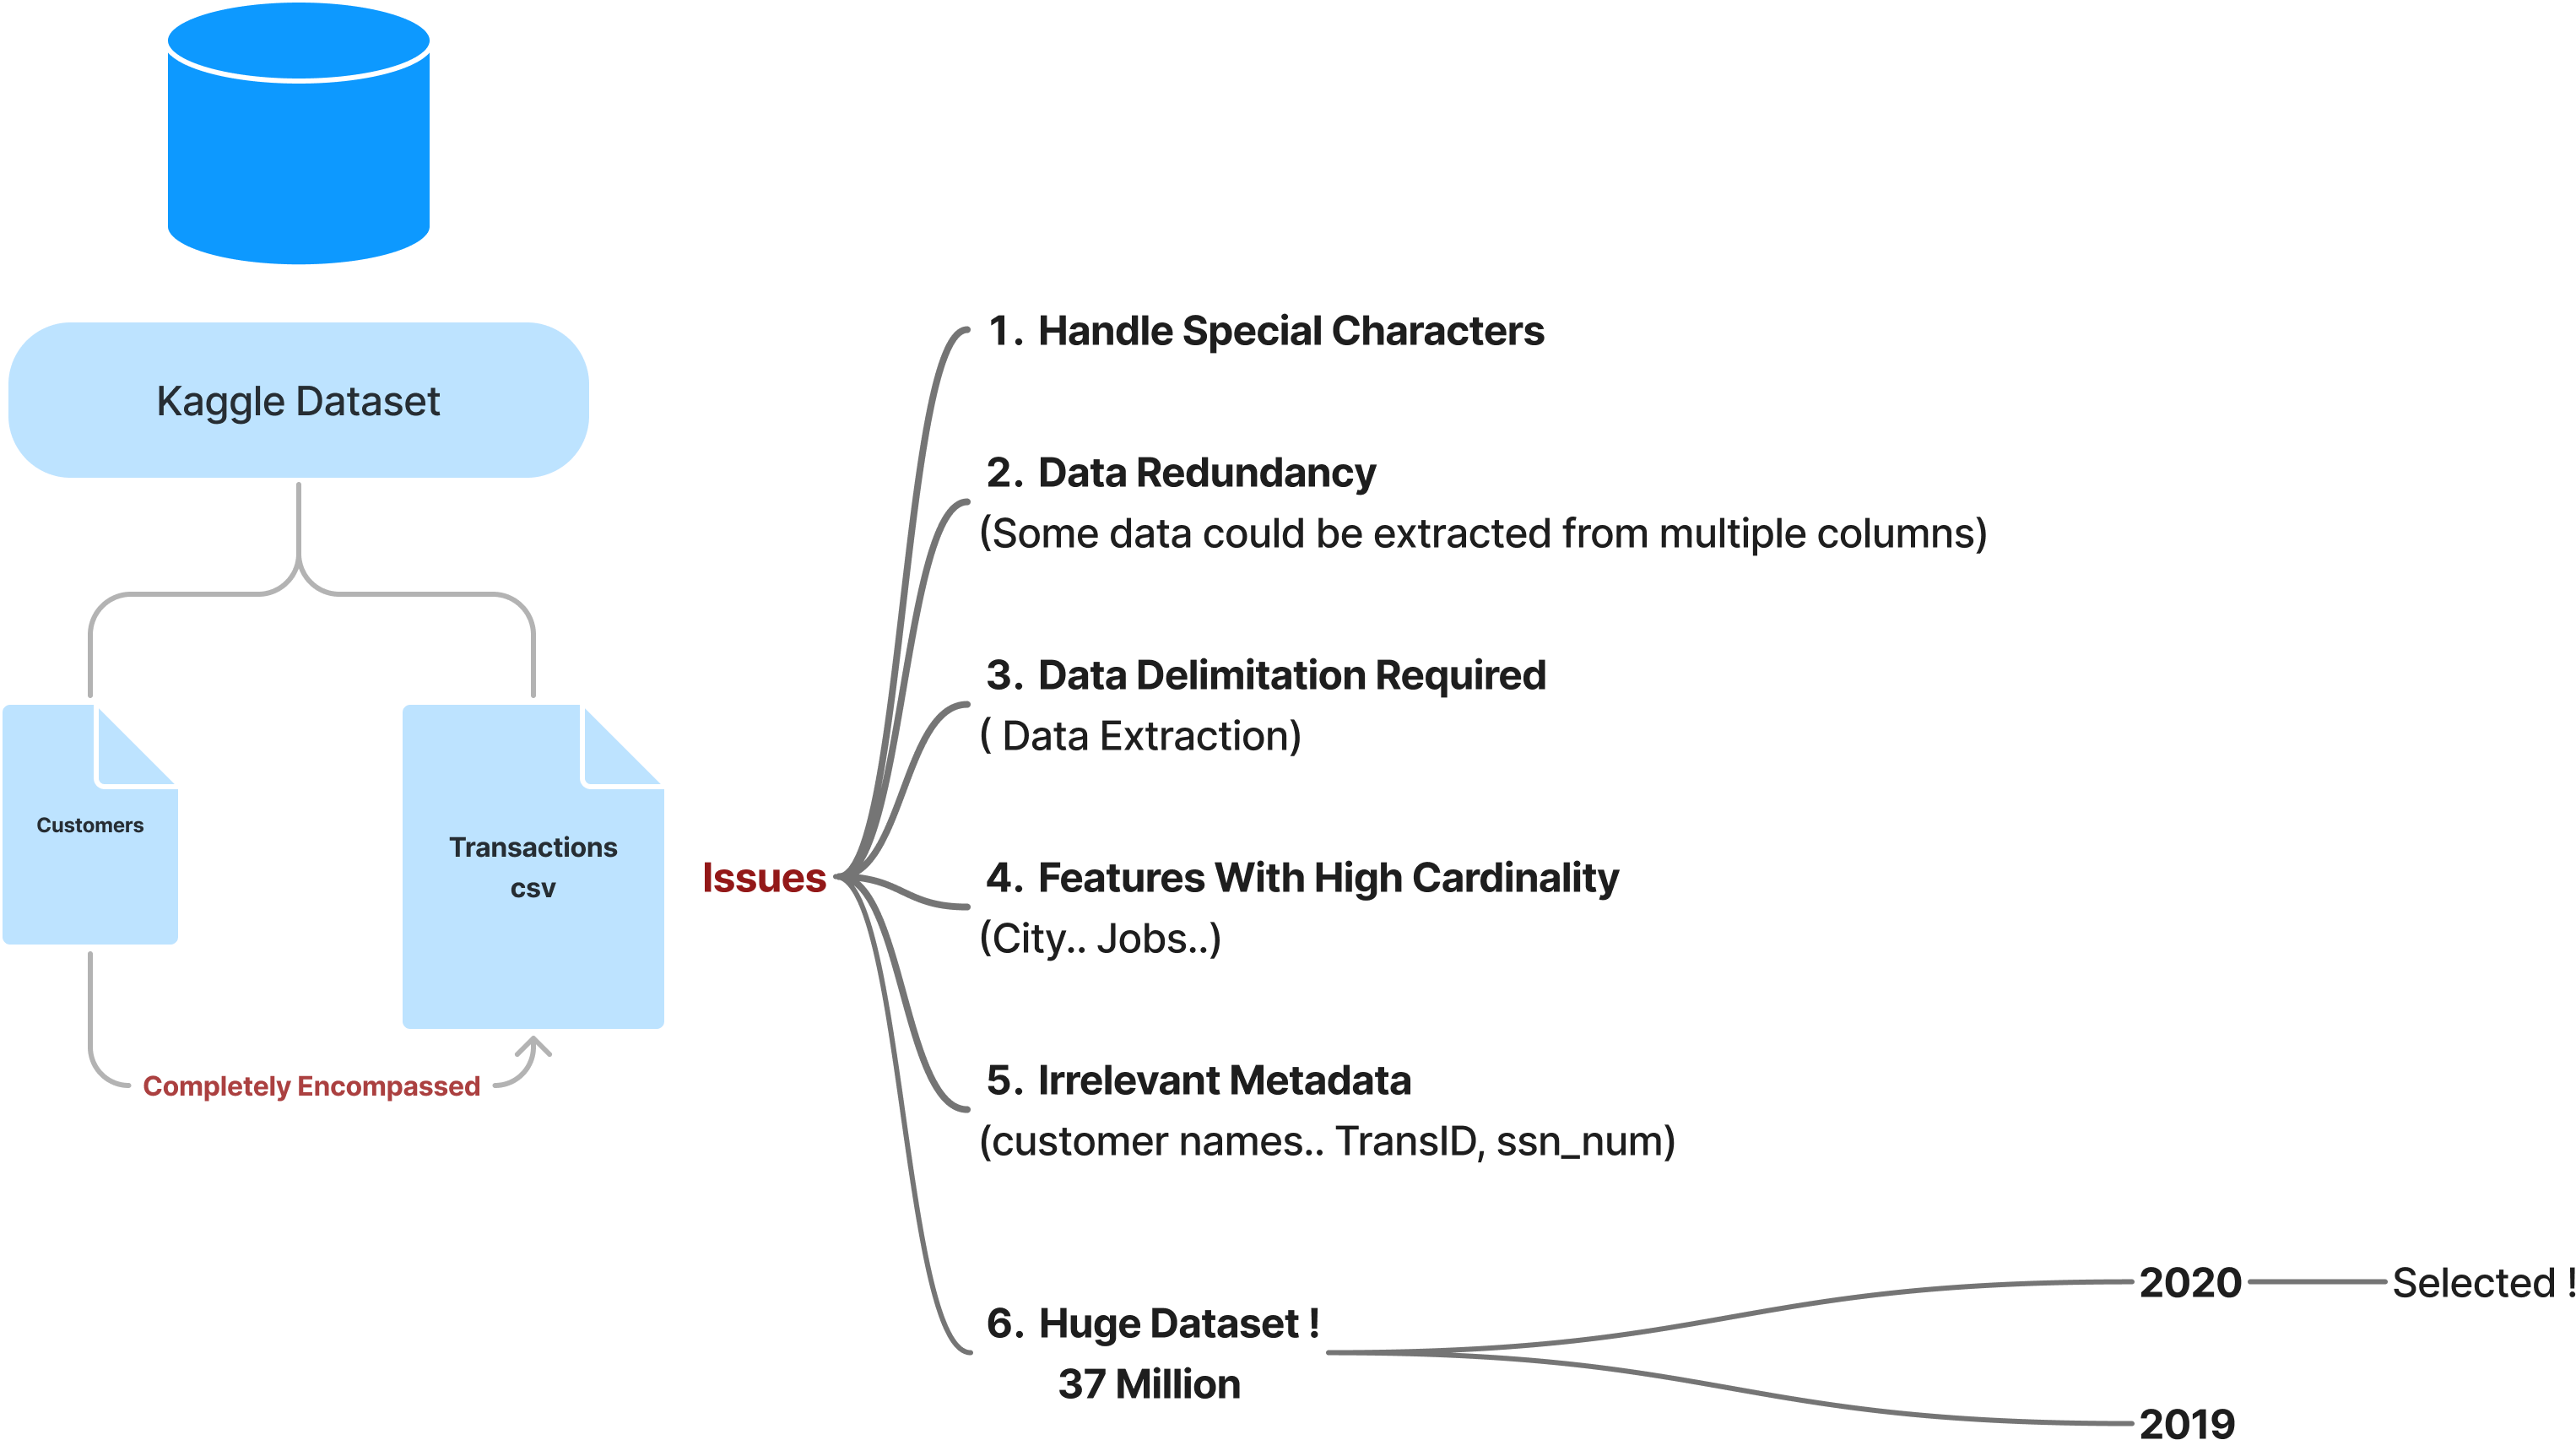 Kaggle Dataset
Customers
Transactions
csv
Completely Encompassed
Issues
1. Handle Special Characters
2. Data Redundancy
(Some data could be extracted from multiple columns)
3. Data Delimitation Required
( Data Extraction)
4. Features With High Cardinality
(City.. Jobs..)
5. Irrelevant Metadata
(customer names.. TransID, ssn_num)
6. Huge Dataset !
37 Million
2020
Selected !
2019